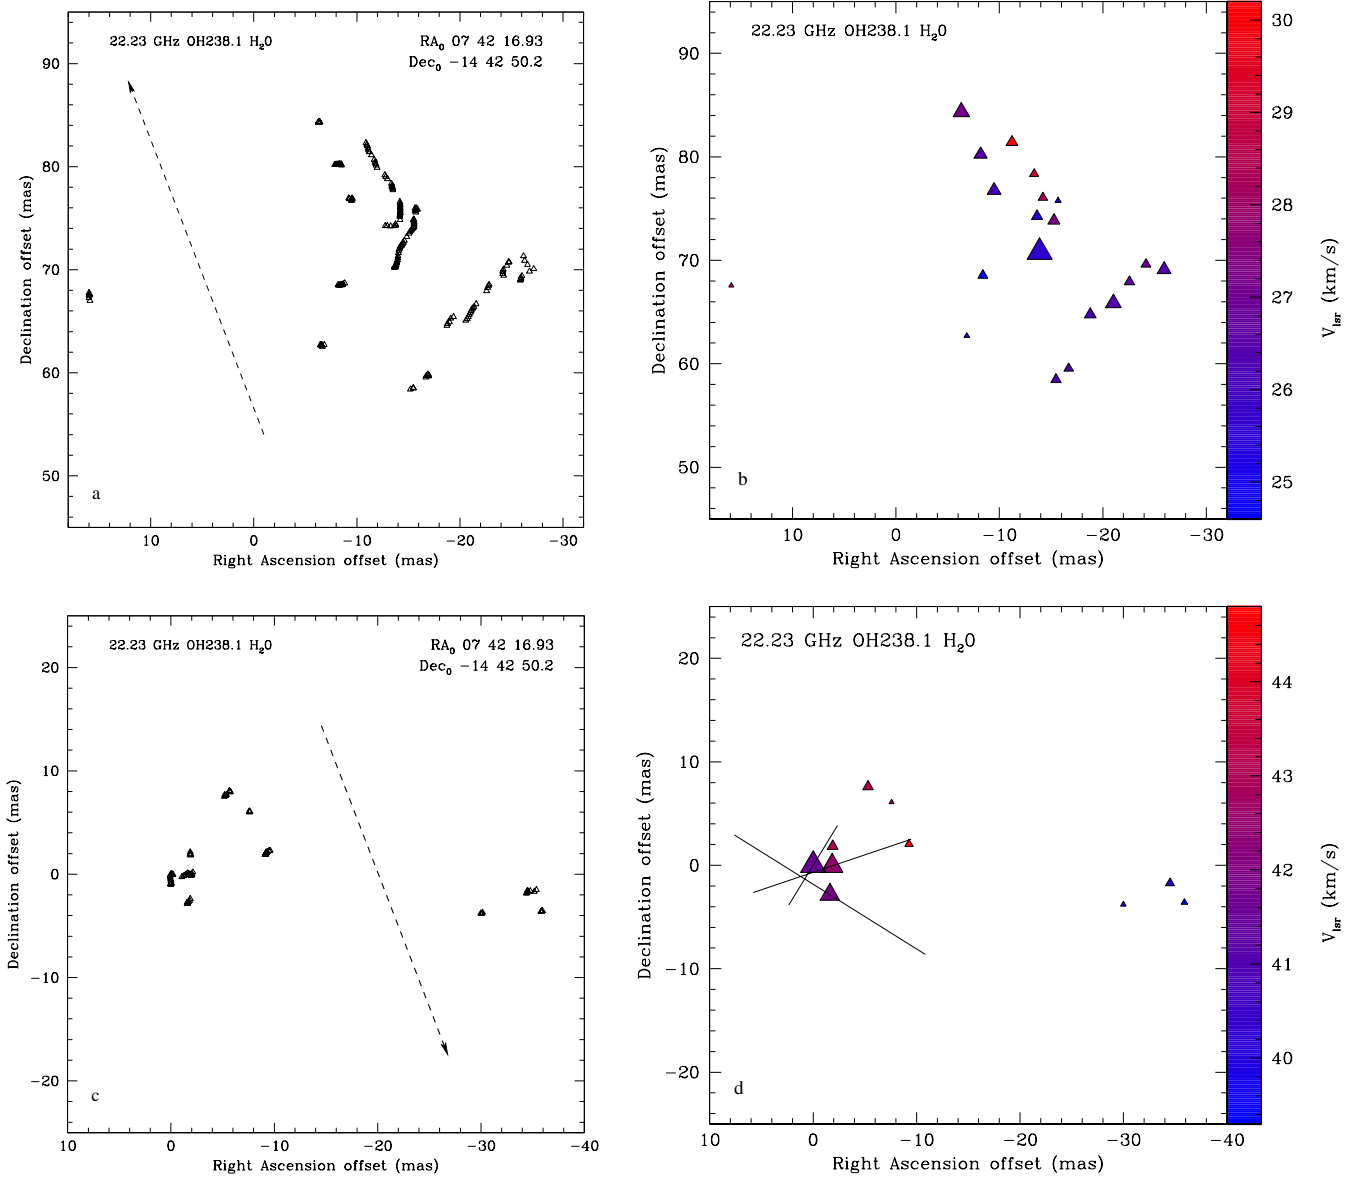 22.23 GHz OH238.1 H2O
RA0 07 42 16.93
Dec0 −14 42 50.2
90
80
70
60
50
Declination offset (mas)
a
10 0 −10 −20 −30
Right Ascension offset (mas)
22.23 GHz OH238.1 H2O
90
80
70
60
50
Declination offset (mas)
b
10 0 −10 −20 −30
Right Ascension offset (mas)
30
29
28
27
26
25
Vlsr (km/s)
22.23 GHz OH238.1 H2O
RA0 07 42 16.93
Dec0 −14 42 50.2
20
10
0
−10
−20
Declination offset (mas)
c
10 0 −10 −20 −30 −40
Right Ascension offset (mas)
22.23 GHz OH238.1 H2O
20
10
0
−10
−20
Declination offset (mas)
d
10 0 −10 −20 −30 −40
Right Ascension offset (mas)
44
43
42
41
40
Vlsr (km/s)